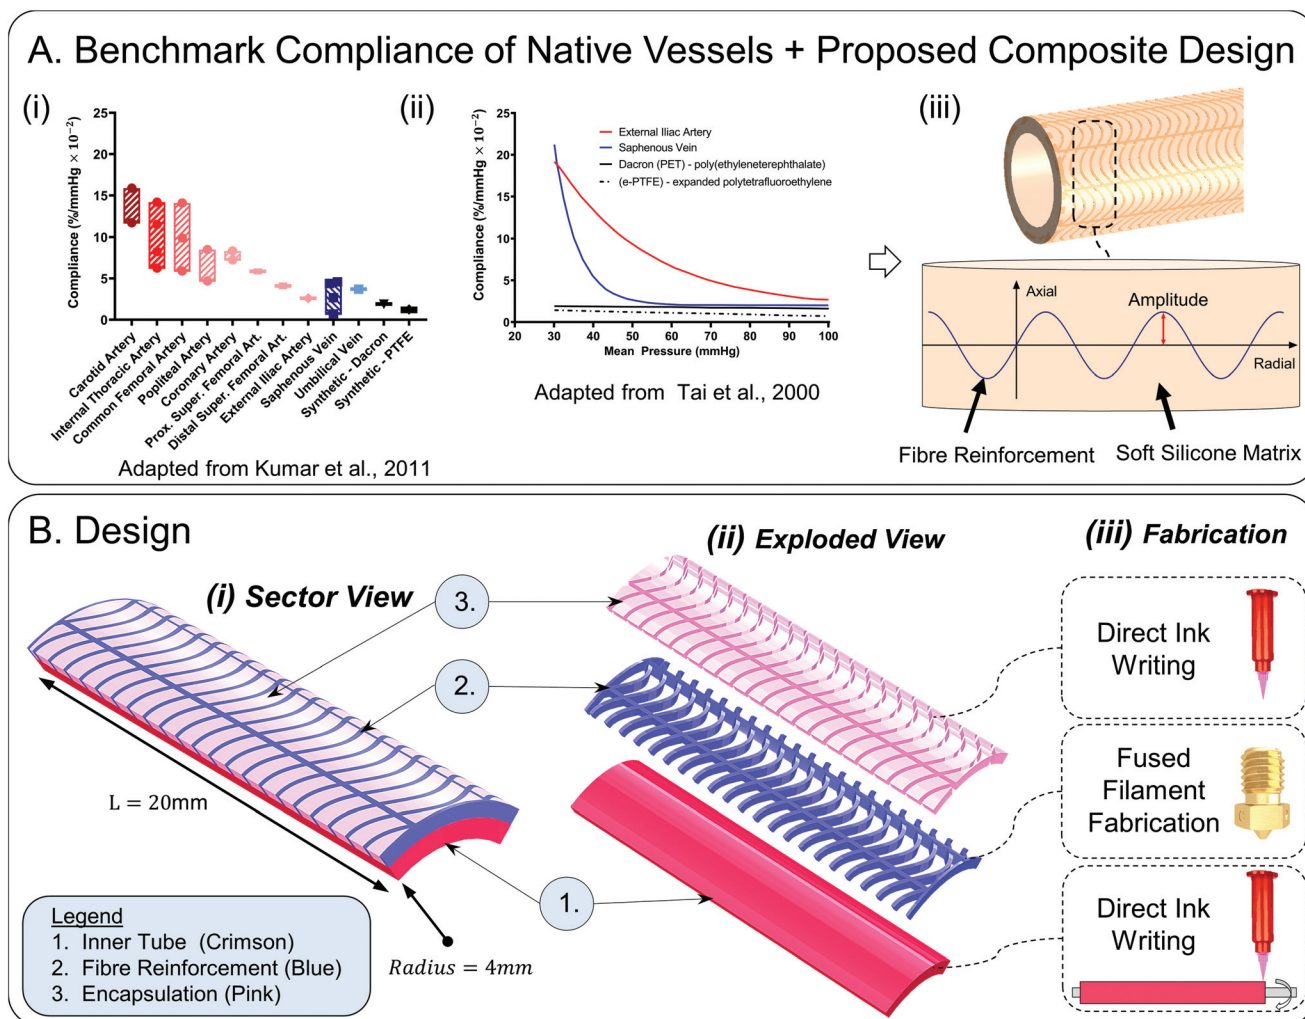 A. Benchmark Compliance of Native Vessels + Proposed Composite Design
(i)
Compliance (%/mmHg × 10⁻²)
25
20
15
10
5
0
Carotid Artery
Internal Thoracic Artery
Common Femoral Artery
Popliteal Artery
Coronary Artery
Prox. Super. Femoral Art.
Distal Super. Femoral Art.
External Iliac Artery
Saphenous Vein
Umbilical Vein
Synthetic - Dacron
Synthetic - PTFE
Adapted from Kumar et al., 2011
(ii)
Compliance (%/mmHg × 10⁻²)
25
20
15
10
5
0
20 30 40 50 60 70 80 90 100
Mean Pressure (mmHg)
External Iliac Artery
Saphenous Vein
Dacron (PET) - poly(ethyleneterephthalate)
(e-PTFE) - expanded polytetrafluoroethylene
Adapted from Tai et al., 2000
(iii)
Axial
Amplitude
Radial
Fibre Reinforcement
Soft Silicone Matrix
B. Design
(i) Sector View
3.
2.
1.
L = 20mm
Radius = 4mm
Legend
1. Inner Tube (Crimson)
2. Fibre Reinforcement (Blue)
3. Encapsulation (Pink)
(ii) Exploded View
(iii) Fabrication
Direct Ink
Writing
Fused
Filament
Fabrication
Direct Ink
Writing